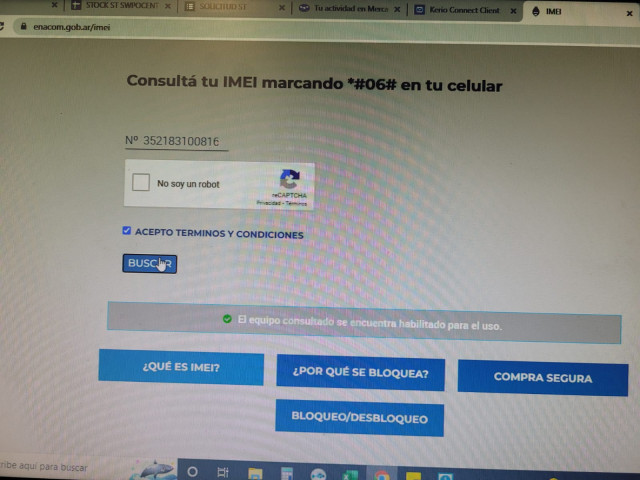 STOCK ST SWPOCENT
SOLICITUD ST
Tu actividad en Merca
Kerio Connect Client
IMEI
enacom.gob.ar/imei
Consultá tu IMEI marcando *#06# en tu celular
Nº 352183100816
No soy un robot
reCAPTCHA
Privacidad - Términos
ACEPTO TERMINOS Y CONDICIONES
BUSCAR
El equipo consultado se encuentra habilitado para el uso.
¿QUÉ ES IMEI?
¿POR QUÉ SE BLOQUEA?
COMPRA SEGURA
BLOQUEO/DESBLOQUEO
ribe aquí para buscar